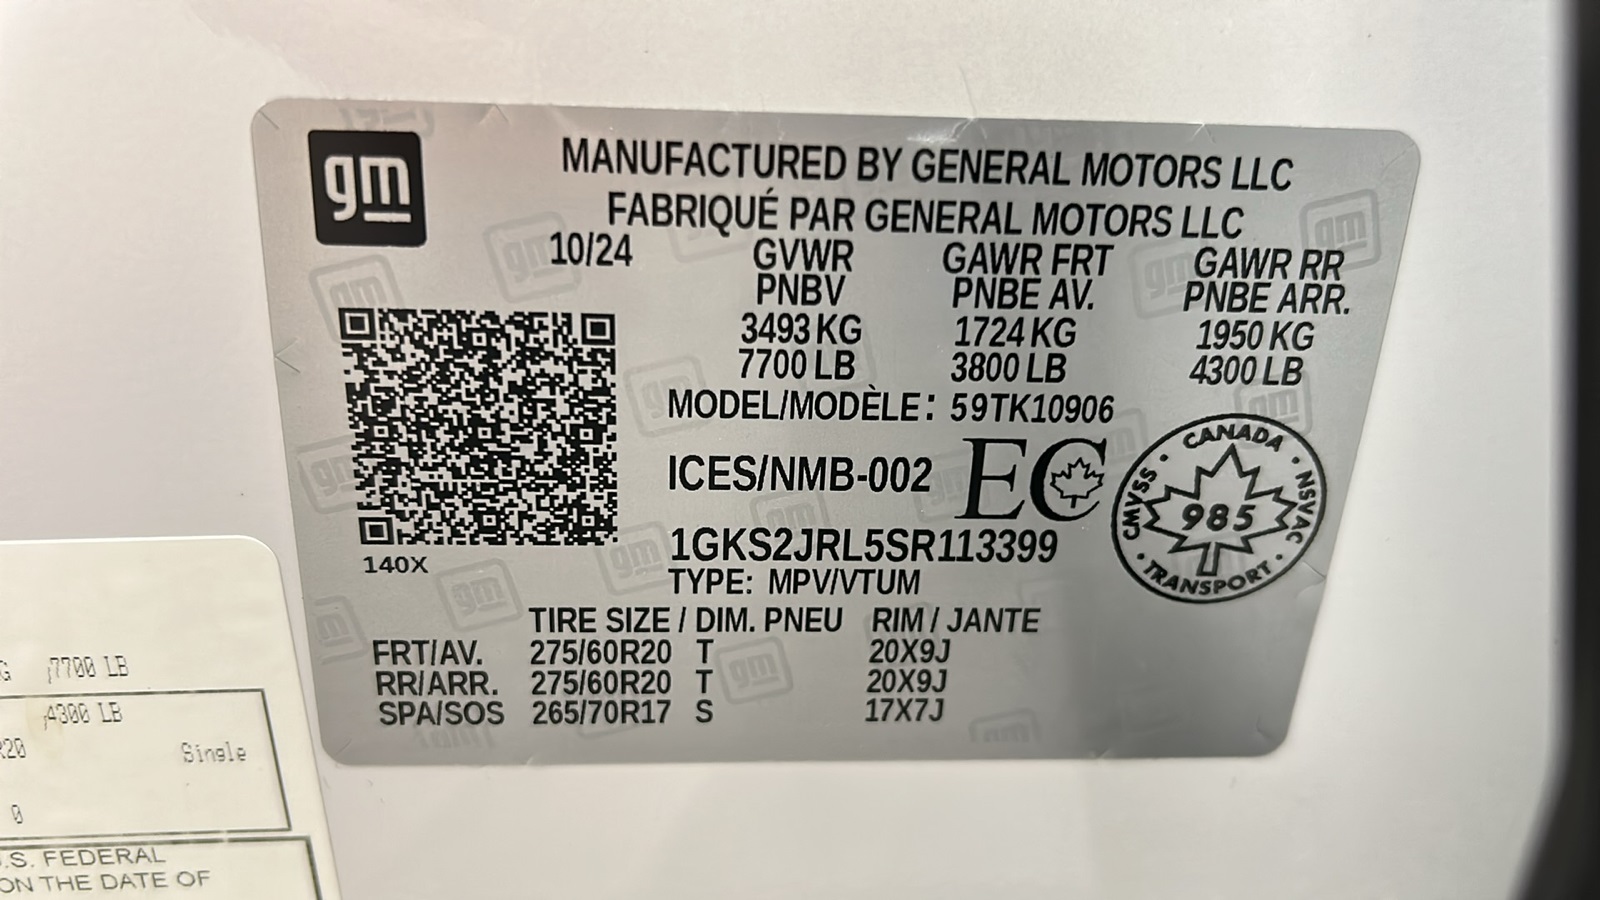 gm
MANUFACTURED BY GENERAL MOTORS LLC
FABRIQUÉ PAR GENERAL MOTORS LLC
10/24 GVWR GAWR FRT GAWR RR
PNBV PNBE AV. PNBE ARR.
3493 KG 1724 KG 1950 KG
7700 LB 3800 LB 4300 LB
MODEL/MODÈLE: 59TK10906
ICES/NMB-002 EC
CANADA
CMVSS 985 NSVAC
TRANSPORT
1GKS2JRL5SR113399
140X
TYPE: MPV/VTUM
TIRE SIZE / DIM. PNEU RIM / JANTE
FRT/AV. 275/60R20 T 20X9J
RR/ARR. 275/60R20 T 20X9J
SPA/SOS 265/70R17 S 17X7J
G 7700 LB
4300 LB
R20 Single
0
U.S. FEDERAL
ON THE DATE OF